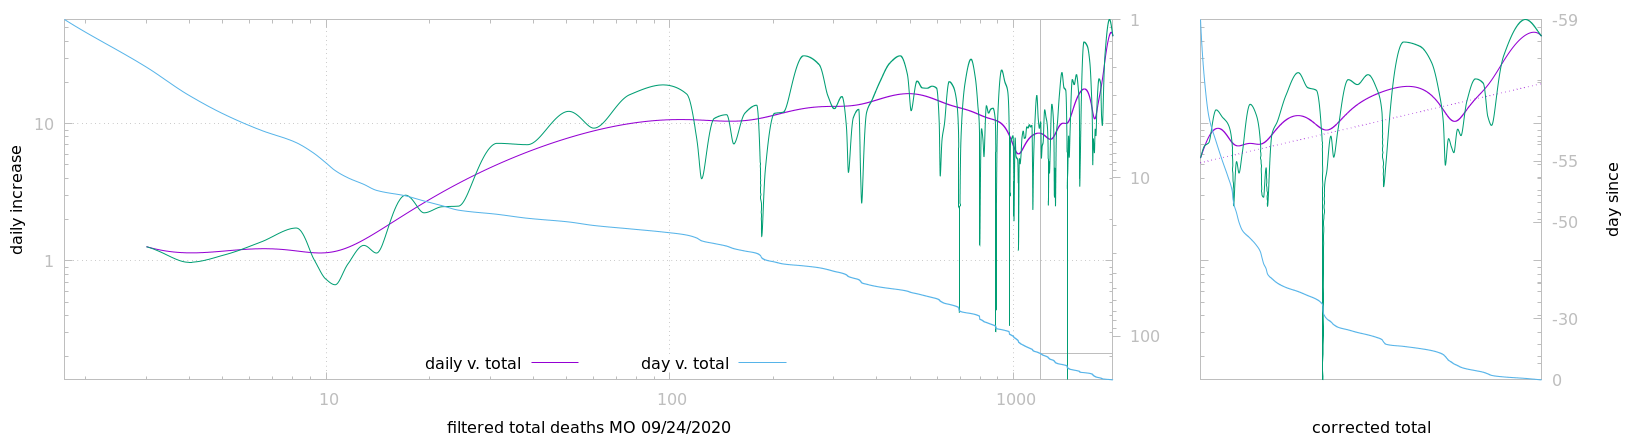 daily increase
10
1
daily v. total
day v. total
10
100
1000
filtered total deaths MO 09/24/2020
1
10
100
-59
-55
-50
-30
0
day since
corrected total